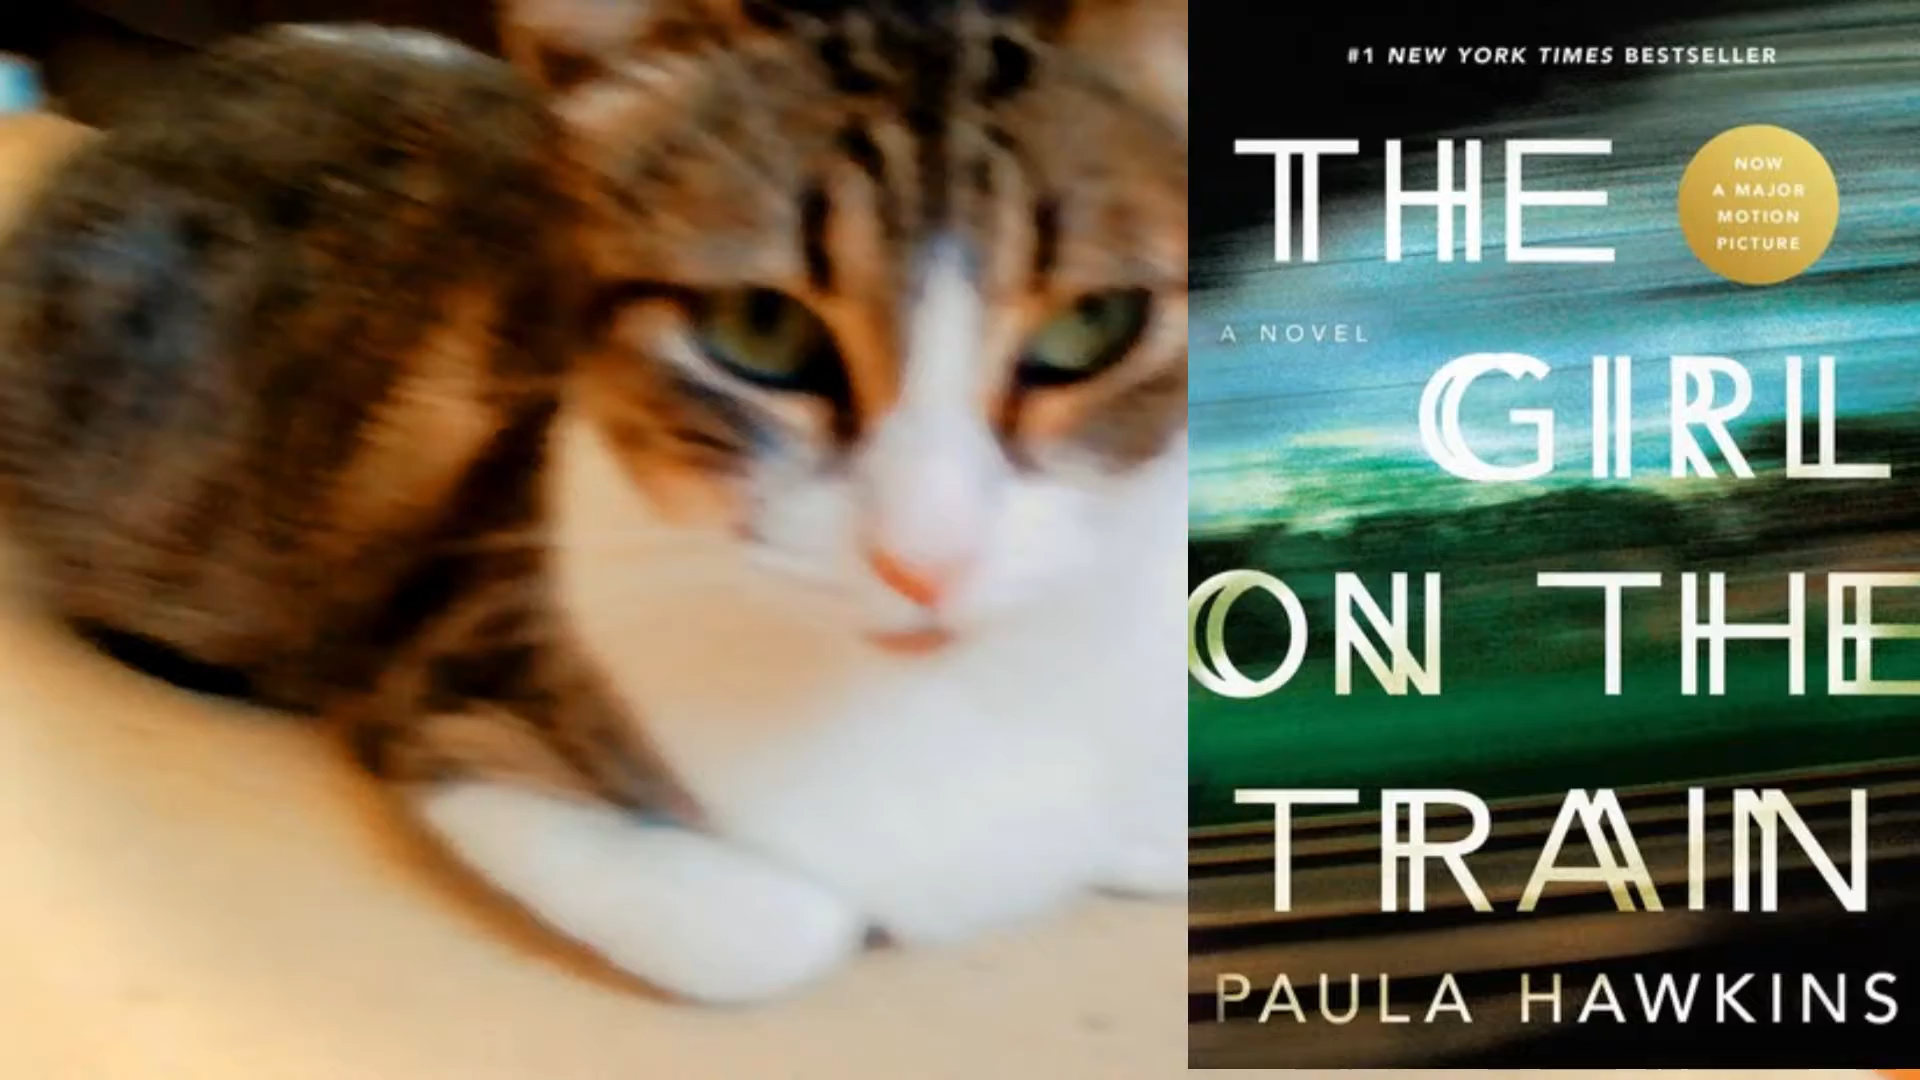 #1 NEW YORK TIMES BESTSELLER
THE
NOW
A MAJOR
MOTION
PICTURE
A NOVEL
GIRL
ON THE
TRAIN
PAULA HAWKINS